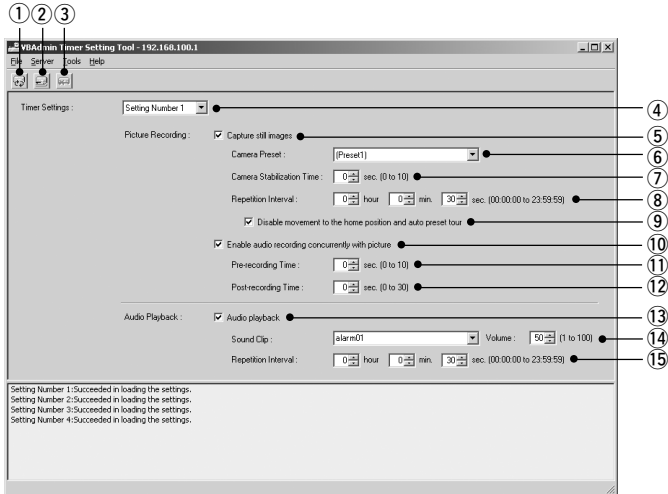 ① ② ③
VBAdmin Timer Setting Tool - 192.168.100.1
File Server Tools Help
Timer Settings : Setting Number 1 ④
Picture Recording : Capture still images ⑤
Camera Preset : (Preset1) ⑥
Camera Stabilization Time : 0 sec. (0 to 10) ⑦
Repetition Interval : 0 hour 0 min. 30 sec. (00:00:00 to 23:59:59) ⑧
Disable movement to the home position and auto preset tour ⑨
Enable audio recording concurrently with picture ⑩
Pre-recording Time : 0 sec. (0 to 10) ⑪
Post-recording Time : 0 sec. (0 to 30) ⑫
Audio Playback : Audio playback ⑬
Sound Clip : alarm01 Volume : 50 (1 to 100) ⑭
Repetition Interval : 0 hour 0 min. 30 sec. (00:00:00 to 23:59:59) ⑮
Setting Number 1:Succeeded in loading the settings.
Setting Number 2:Succeeded in loading the settings.
Setting Number 3:Succeeded in loading the settings.
Setting Number 4:Succeeded in loading the settings.